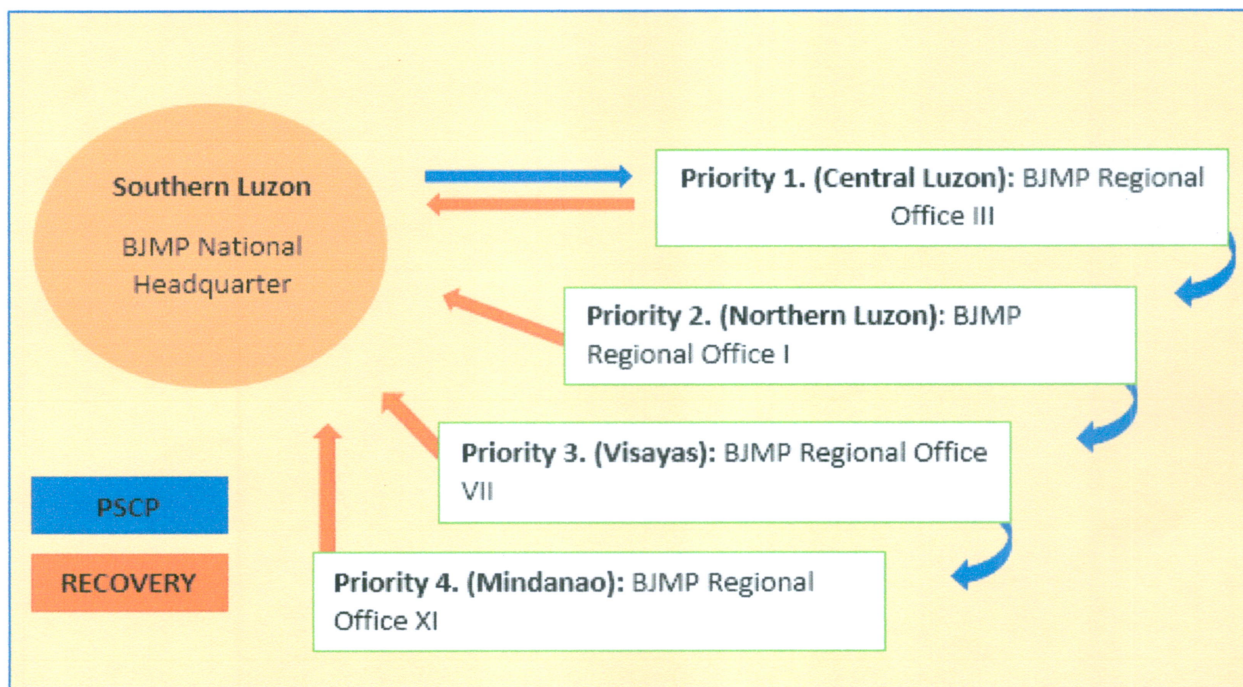 Southern Luzon
BJMP National
Headquarter
Priority 1. (Central Luzon): BJMP Regional
Office III
Priority 2. (Northern Luzon): BJMP
Regional Office I
Priority 3. (Visayas): BJMP Regional Office
VII
Priority 4. (Mindanao): BJMP Regional
Office XI
PSCP
RECOVERY